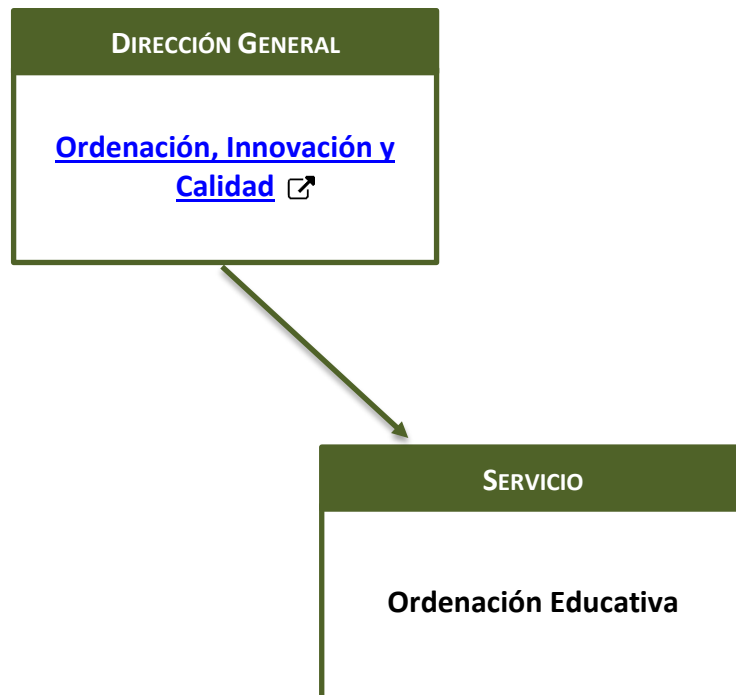 DIRECCIÓN GENERAL
Ordenación, Innovación y
Calidad
SERVICIO
Ordenación Educativa